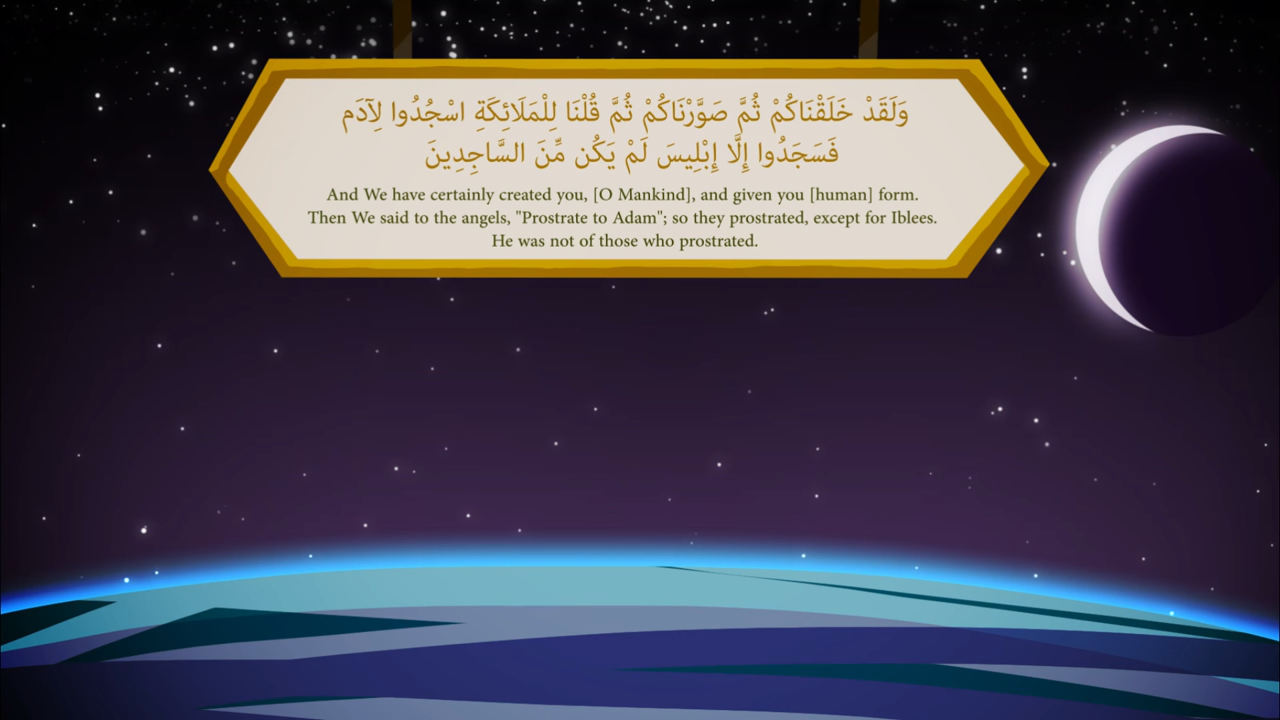 وَلَقَدْ خَلَقْنَاكُمْ ثُمَّ صَوَّرْنَاكُمْ ثُمَّ قُلْنَا لِلْمَلَائِكَةِ اسْجُدُوا لِآدَم
فَسَجَدُوا إِلَّا إِبْلِيسَ لَمْ يَكُن مِّنَ السَّاجِدِينَ
And We have certainly created you, [O Mankind], and given you [human] form.
Then We said to the angels, "Prostrate to Adam"; so they prostrated, except for Iblees.
He was not of those who prostrated.